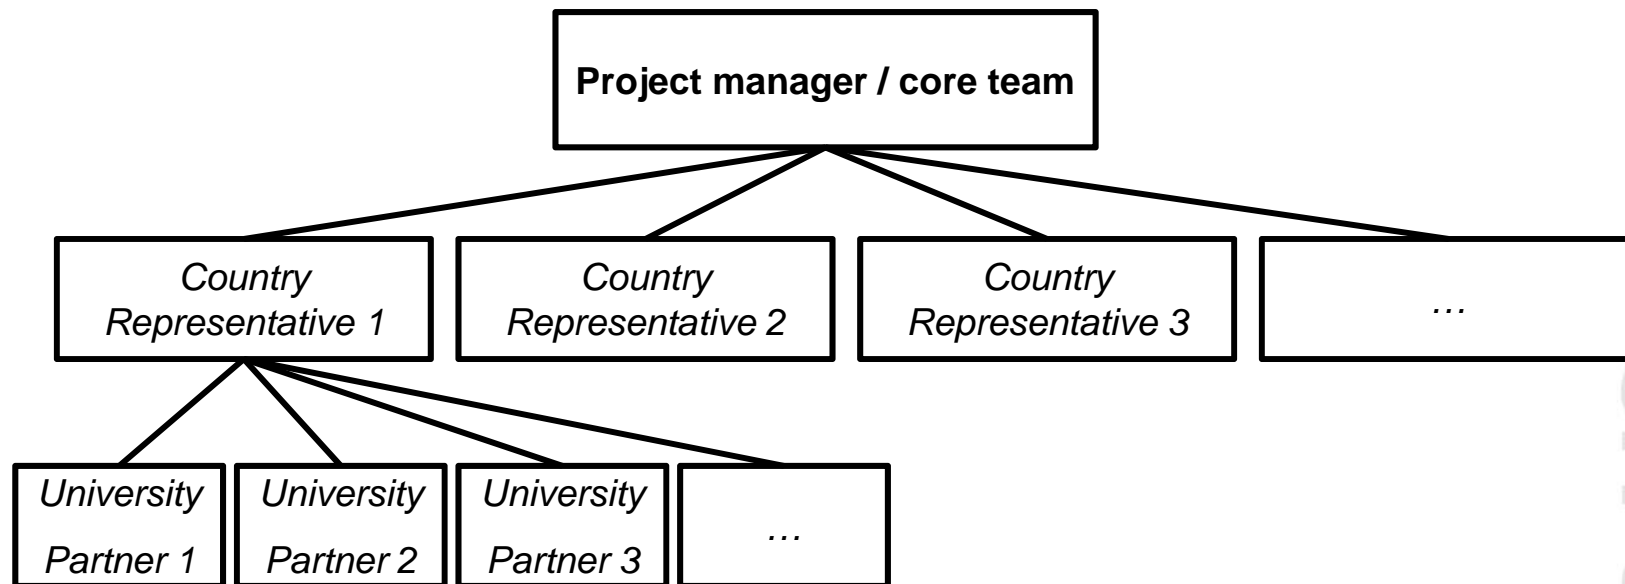 Project manager / core team
Country
Representative 1
Country
Representative 2
Country
Representative 3
…
University
Partner 1
University
Partner 2
University
Partner 3
…